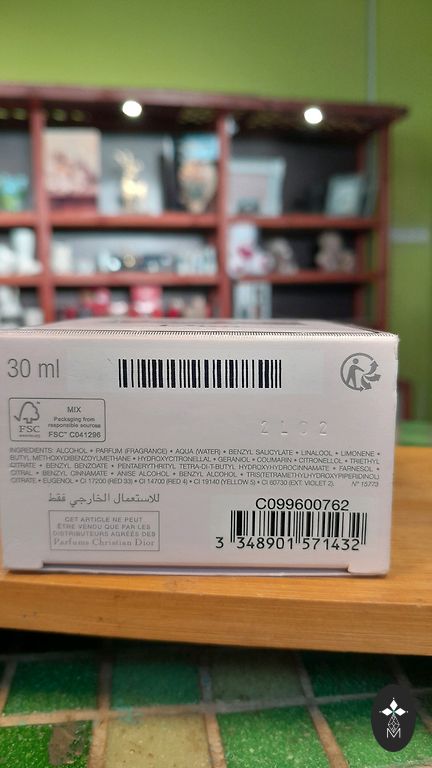 30 ml
FSC
MIX
Packaging from
responsible sources
FSC™ C041296
INGREDIENTS: ALCOHOL • PARFUM (FRAGRANCE) • AQUA (WATER) • BENZYL SALICYLATE • LINALOOL • LIMONENE •
BUTYL METHOXYDIBENZOYLMETHANE • HYDROXYCITRONELLAL • GERANIOL • COUMARIN • CITRONELLOL • TRIETHYL
CITRATE • BENZYL BENZOATE • PENTAERYTHRITYL TETRA-DI-T-BUTYL HYDROXYHYDROCINNAMATE • FARNESOL •
CITRAL • BENZYL CINNAMATE • ANISE ALCOHOL • BENZYL ALCOHOL • TRIS(TETRAMETHYLHYDROXYPIPERIDINOL)
CITRATE • EUGENOL • CI 17200 (RED 33) • CI 14700 (RED 4) • CI 19140 (YELLOW 5) • CI 60730 (EXT. VIOLET 2). N° 15773
للاستعمال الخارجي فقط
CET ARTICLE NE PEUT
ÊTRE VENDU QUE PAR LES
DISTRIBUTEURS AGRÉÉS DES
Parfums Christian Dior
C099600762
3 348901 571432